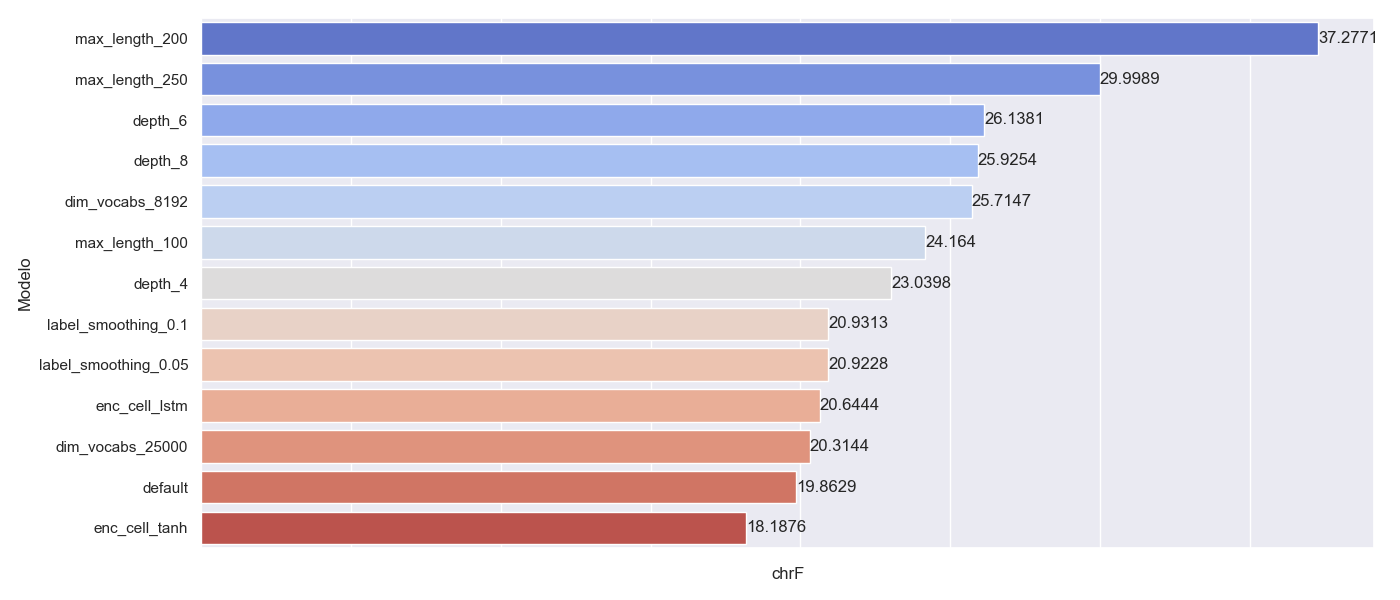 Modelo
max_length_200 37.2771
max_length_250 29.9989
depth_6 26.1381
depth_8 25.9254
dim_vocabs_8192 25.7147
max_length_100 24.164
depth_4 23.0398
label_smoothing_0.1 20.9313
label_smoothing_0.05 20.9228
enc_cell_lstm 20.6444
dim_vocabs_25000 20.3144
default 19.8629
enc_cell_tanh 18.1876
chrF